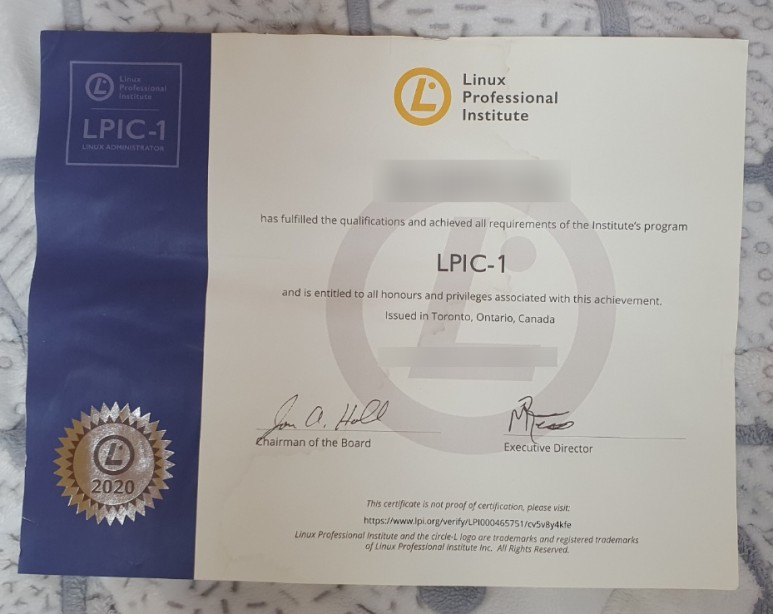 Linux
Professional
Institute
LPIC-1
LINUX ADMINISTRATOR
Linux
Professional
Institute
has fulfilled the qualifications and achieved all requirements of the Institute's program
LPIC-1
and is entitled to all honours and privileges associated with this achievement.
Issued in Toronto, Ontario, Canada
Jon A. Hall
Chairman of the Board
Executive Director
2020
This certificate is not proof of certification, please visit:
https://www.lpi.org/verify/LPI000465751/cv5v8y4kfe
Linux Professional Institute and the circle-L logo are trademarks and registered trademarks
of Linux Professional Institute Inc. All Rights Reserved.